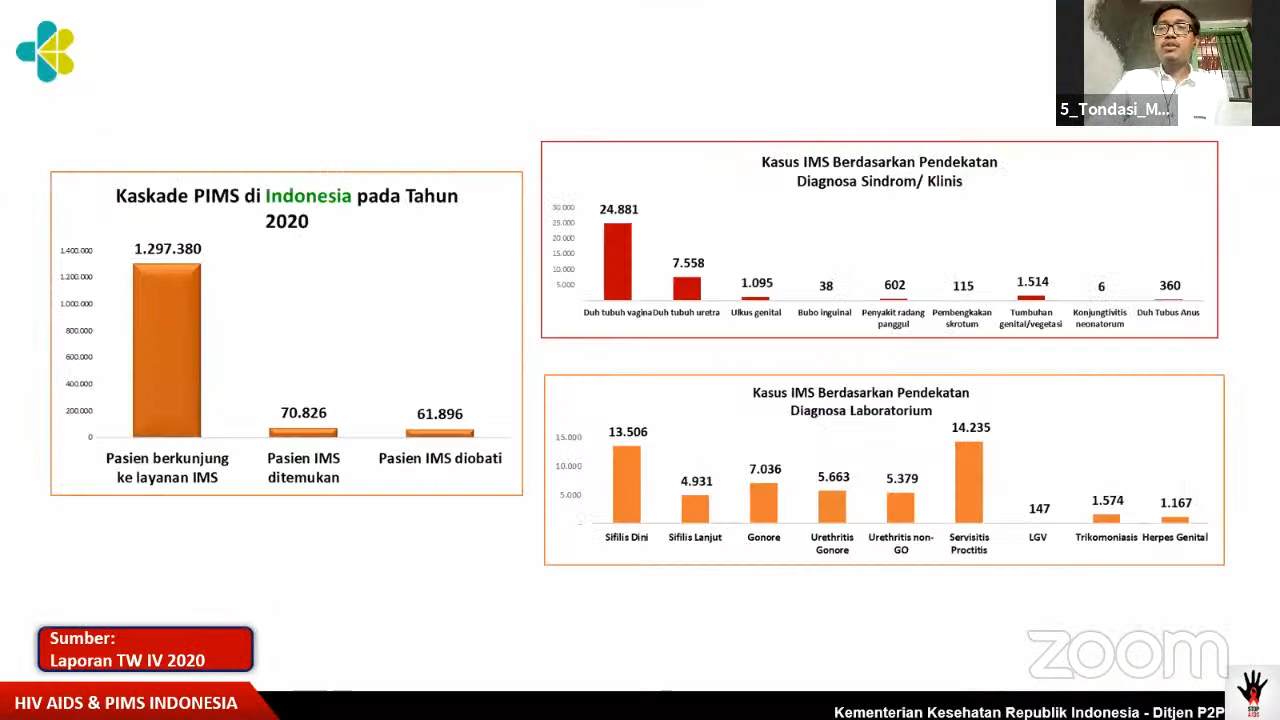 5_Tondasi_M...
Kaskade PIMS di Indonesia pada Tahun
2020
1.297.380
1.400.000
1.200.000
1.000.000
800.000
600.000
400.000
200.000
0
70.826
61.896
Pasien berkunjung
ke layanan IMS
Pasien IMS
ditemukan
Pasien IMS diobati
Kasus IMS Berdasarkan Pendekatan
Diagnosa Sindrom/ Klinis
30.000
25.000
20.000
15.000
10.000
5.000
24.881
7.558
1.095
38
602
115
1.514
6
360
Duh tubuh vagina
Duh tubuh uretra
Ulkus genital
Bubo inguinal
Penyakit radang
panggul
Pembengkakan
skrotum
Tumbuhan
genital/vegetasi
Konjungtivitis
neonatorum
Duh Tubus Anus
Kasus IMS Berdasarkan Pendekatan
Diagnosa Laboratorium
15.000
10.000
5.000
-
13.506
4.931
7.036
5.663
5.379
14.235
147
1.574
1.167
Sifilis Dini
Sifilis Lanjut
Gonore
Urethritis
Gonore
Urethritis non-
GO
Servisitis
Proctitis
LGV
Trikomoniasis
Herpes Genital
Sumber:
Laporan TW IV 2020
zoom
HIV AIDS & PIMS INDONESIA
Kementerian Kesehatan Republik Indonesia - Ditjen P2P
STOP
AIDS